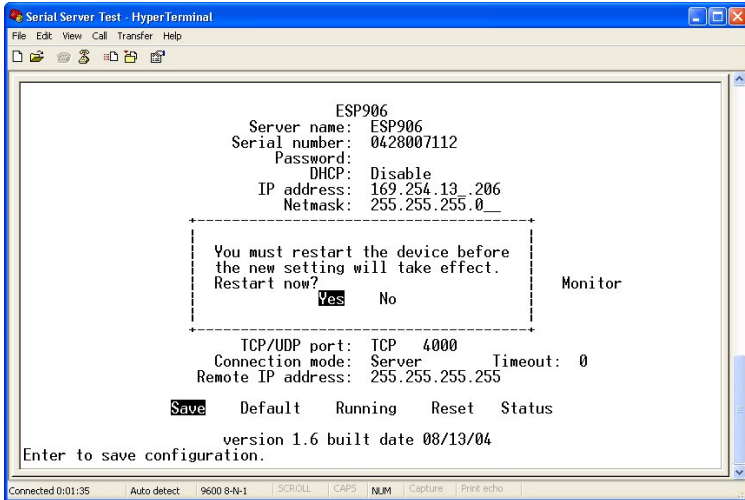 Serial Server Test - HyperTerminal
File Edit View Call Transfer Help
ESP906
Server name: ESP906
Serial number: 0428007112
Password:
DHCP: Disable
IP address: 169.254.13_.206
Netmask: 255.255.255.0__
You must restart the device before
the new setting will take effect.
Restart now?
Yes No
Monitor
TCP/UDP port: TCP 4000
Connection mode: Server Timeout: 0
Remote IP address: 255.255.255.255
Save Default Running Reset Status
version 1.6 built date 08/13/04
Enter to save configuration.
Connected 0:01:35 Auto detect 9600 8-N-1 SCROLL CAPS NUM Capture Print echo